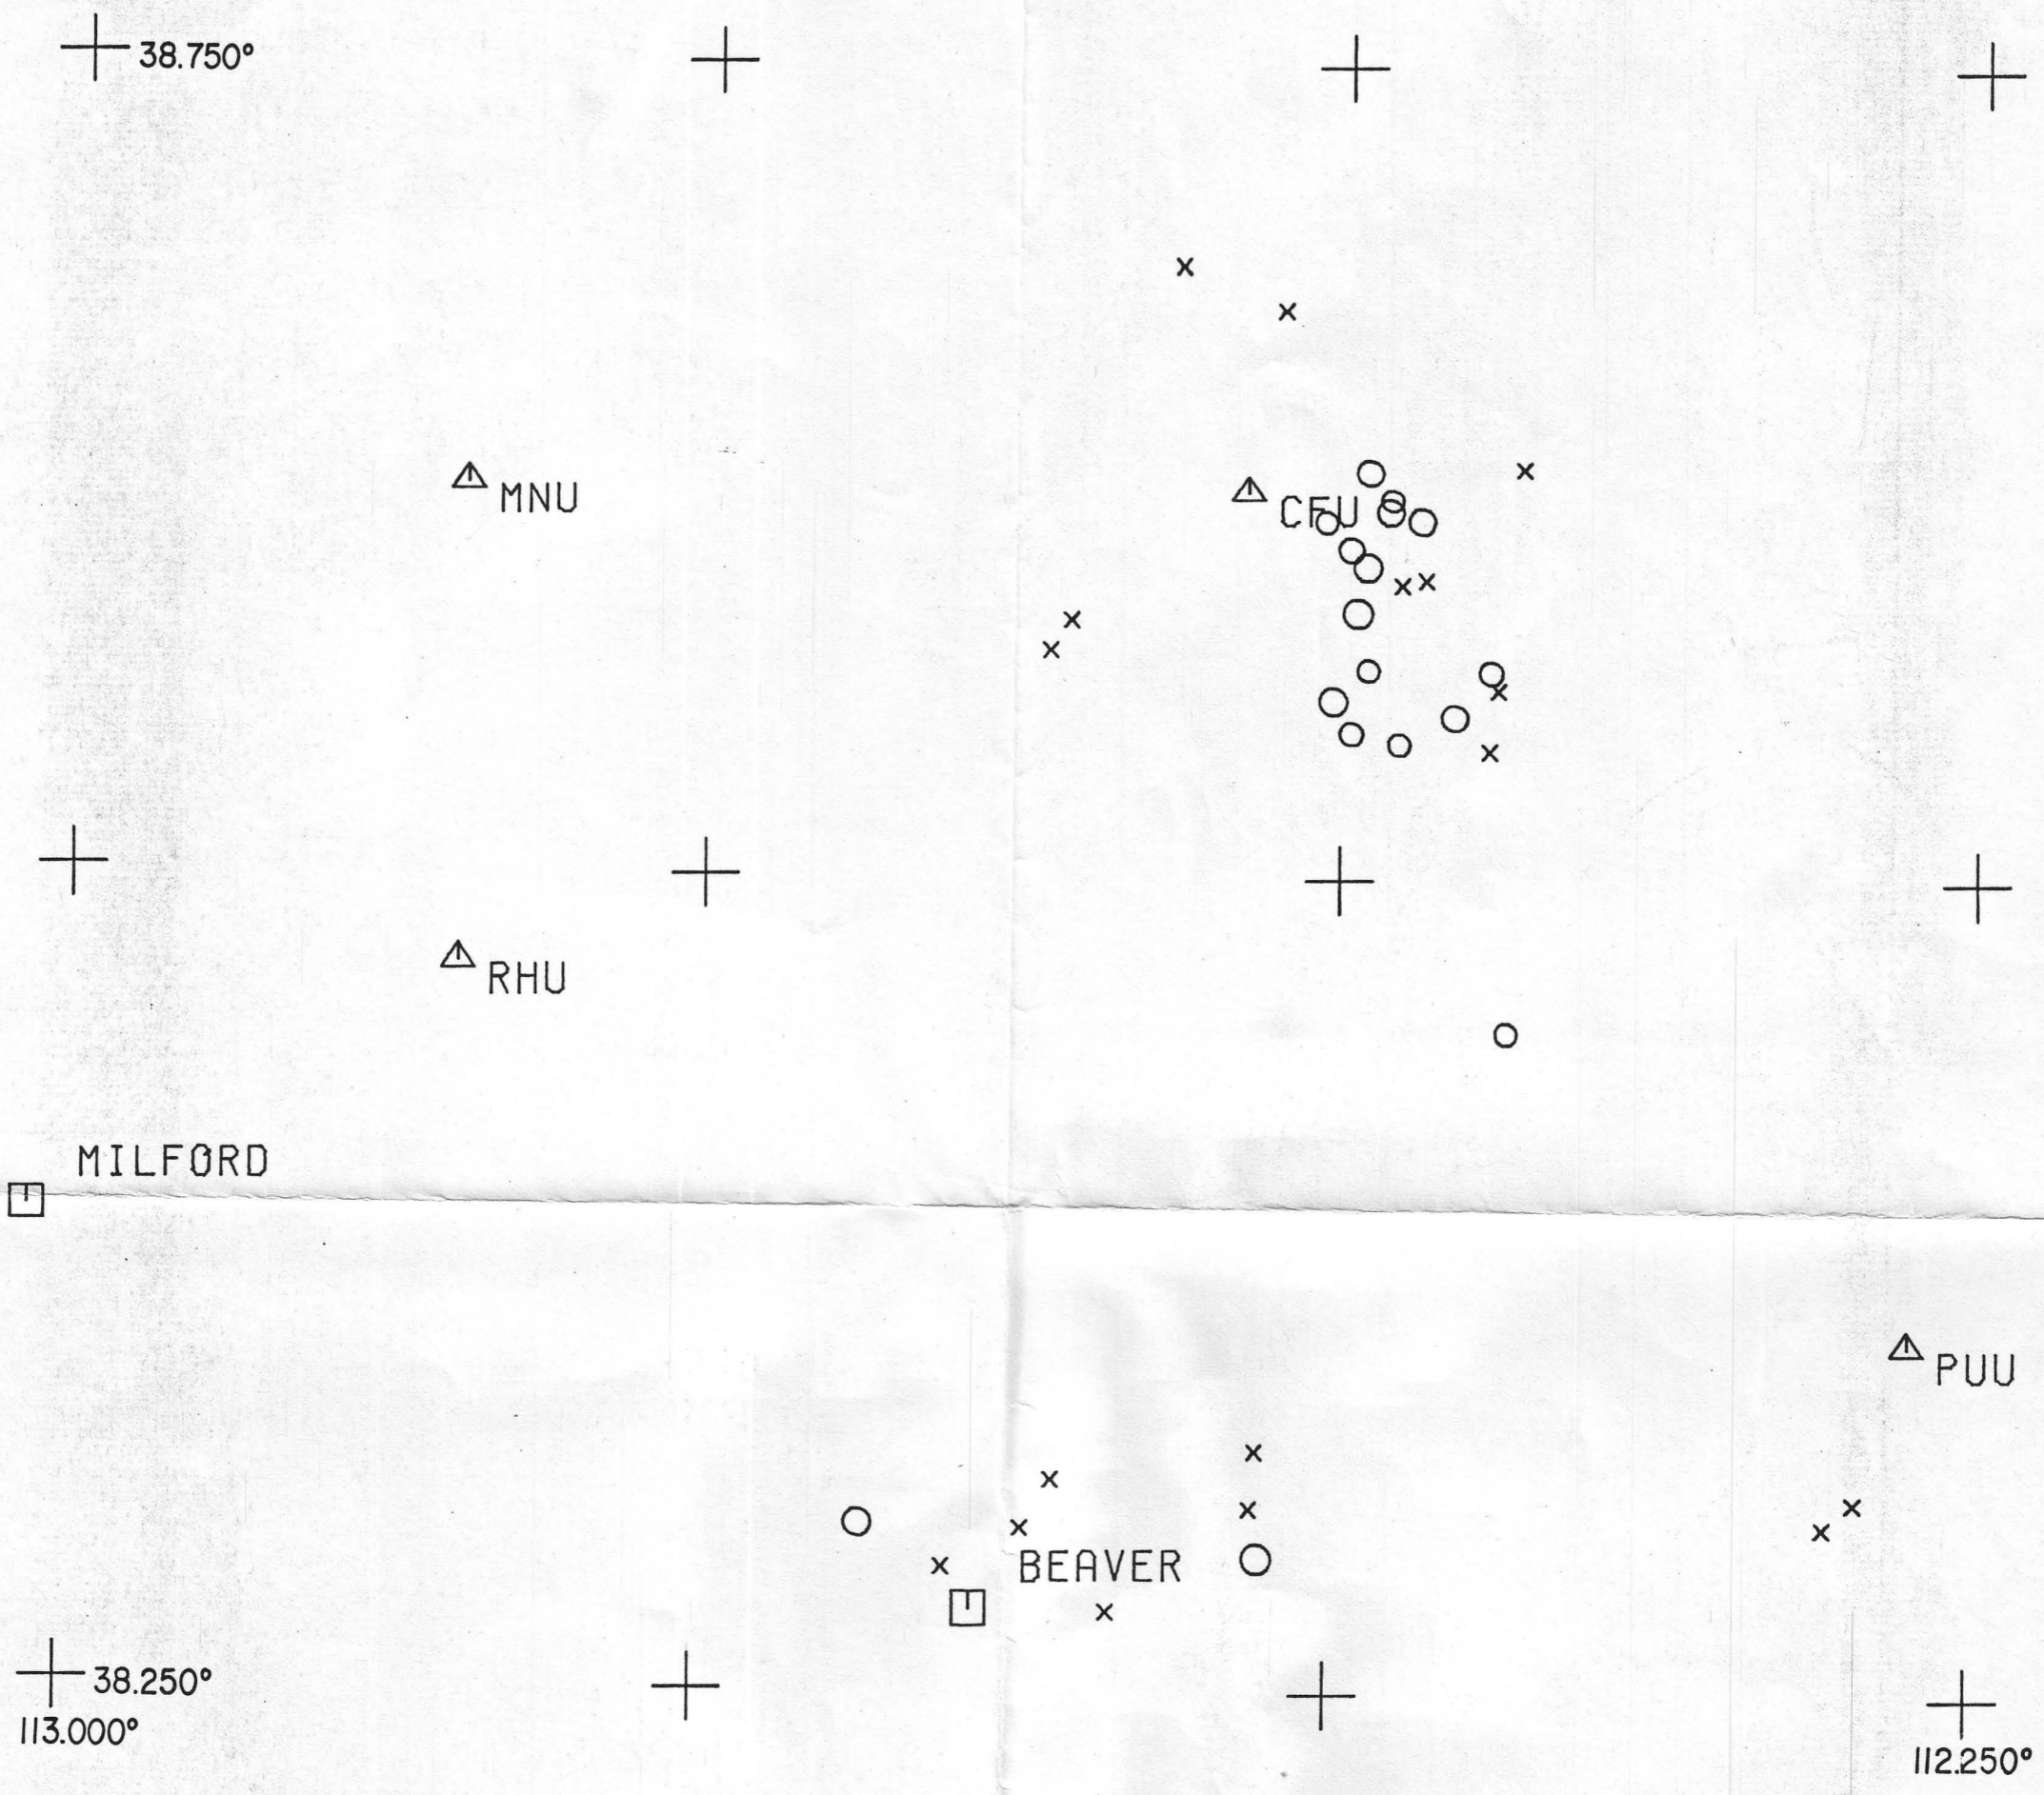 38.750°
MNU
CFU
RHU
MILFORD
PUU
BEAVER
38.250°
113.000°
112.250°